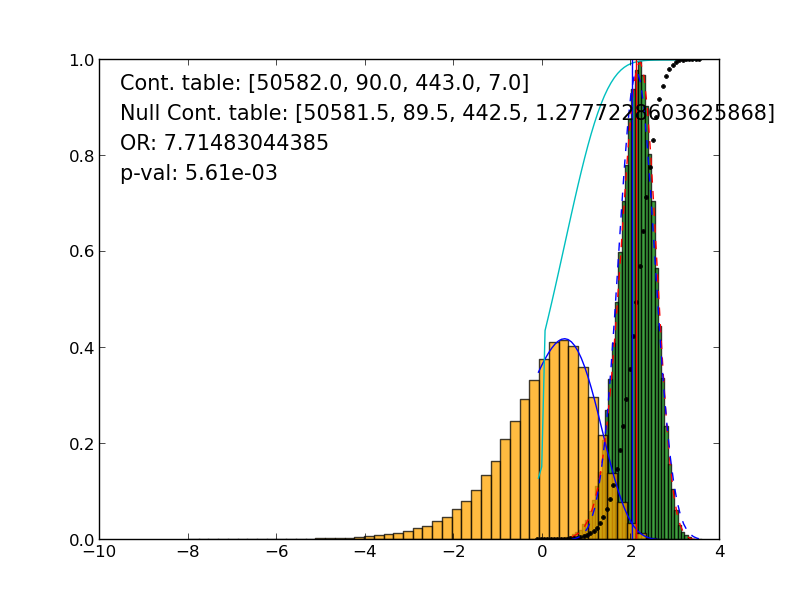 Cont. table: [50582.0, 90.0, 443.0, 7.0]
Null Cont. table: [50581.5, 89.5, 442.5, 1.2777228603625868]
OR: 7.71483044385
p-val: 5.61e-03
1.0
0.8
0.6
0.4
0.2
0.0
−10 −8 −6 −4 −2 0 2 4